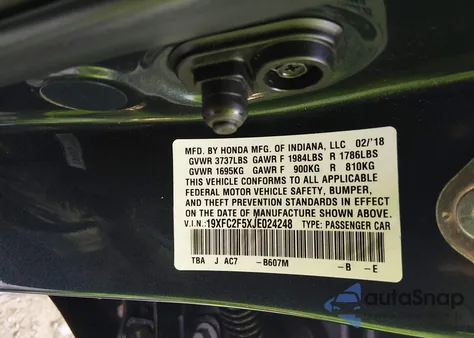 MFD. BY HONDA MFG. OF INDIANA, LLC 02/'18
GVWR 3737LBS GAWR F 1984LBS R 1786LBS
GVWR 1695KG GAWR F 900KG R 810KG
THIS VEHICLE CONFORMS TO ALL APPLICABLE
FEDERAL MOTOR VEHICLE SAFETY, BUMPER,
AND THEFT PREVENTION STANDARDS IN EFFECT
ON THE DATE OF MANUFACTURE SHOWN ABOVE.
V.I.N.: 19XFC2F5XJE024248 TYPE: PASSENGER CAR
TBA J AC7 -B607M -B -E
autoSnap